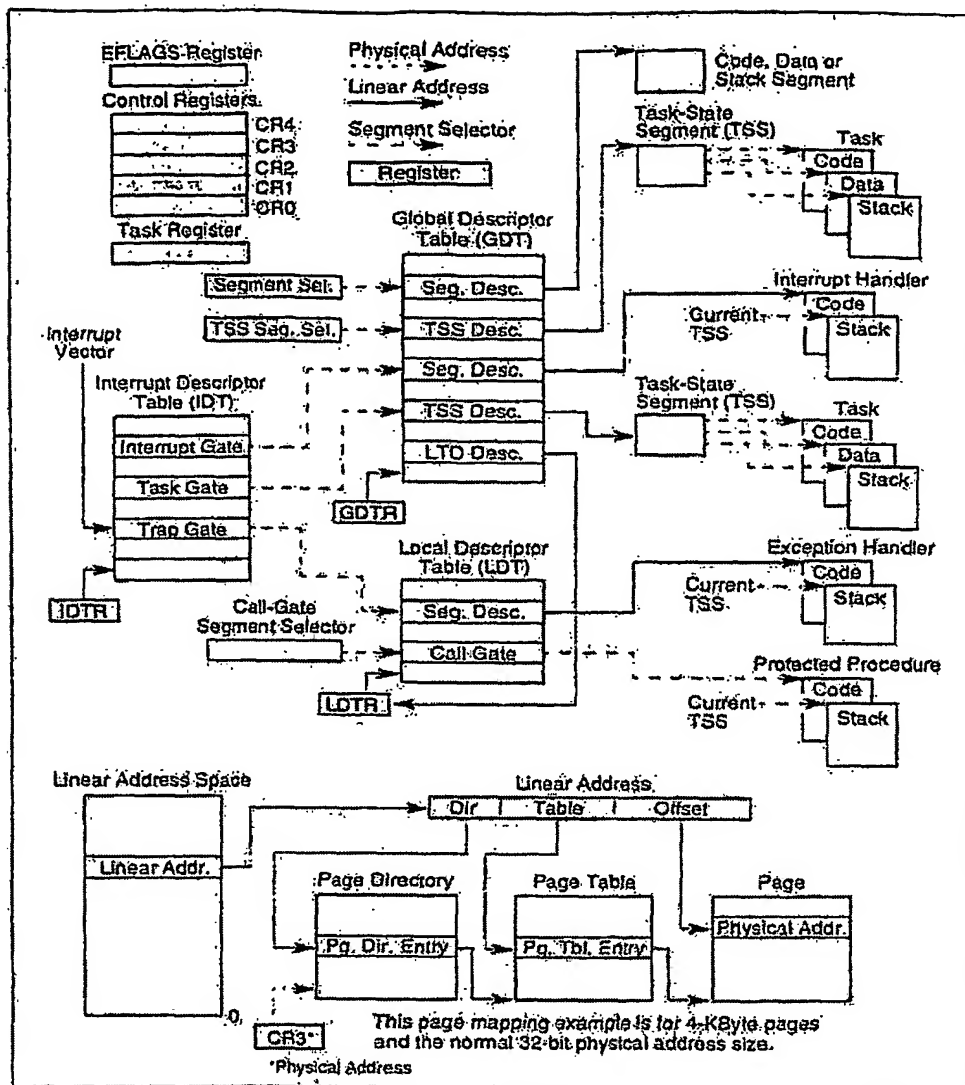 EFLAGS Register
Control Registers
CR4
CR3
CR2
CR1
CR0
Task Register
Physical Address
Linear Address
Segment Selector
Register
Global Descriptor
Table (GDT)
Code, Data or
Stack Segment
Task-State
Segment (TSS)
Task
Code
Data
Stack
Segment Sel.
Seg. Desc.
TSS Seg. Sel.
TSS Desc.
Interrupt Handler
Code
Current
TSS
Stack
Interrupt
Vector
Interrupt Descriptor
Table (IDT)
Seg. Desc.
Task-State
Segment (TSS)
TSS Desc.
Task
Code
Data
Stack
Interrupt Gate
LTO Desc.
Task Gate
GDTR
Trap Gate
Local Descriptor
Table (LDT)
Exception Handler
Code
Current
TSS
Stack
IDTR
Call-Gate
Segment Selector
Seg. Desc.
Call Gate
Protected Procedure
Code
Current
TSS
Stack
LDTR
Linear Address Space
Linear Address
Dir Table Offset
Linear Addr.
Page Directory
Page Table
Page
Physical Addr.
Pg. Dir. Entry
Pg. Tbl. Entry
0
CR3*
This page mapping example is for 4-KByte pages
and the normal 32-bit physical address size.
*Physical Address